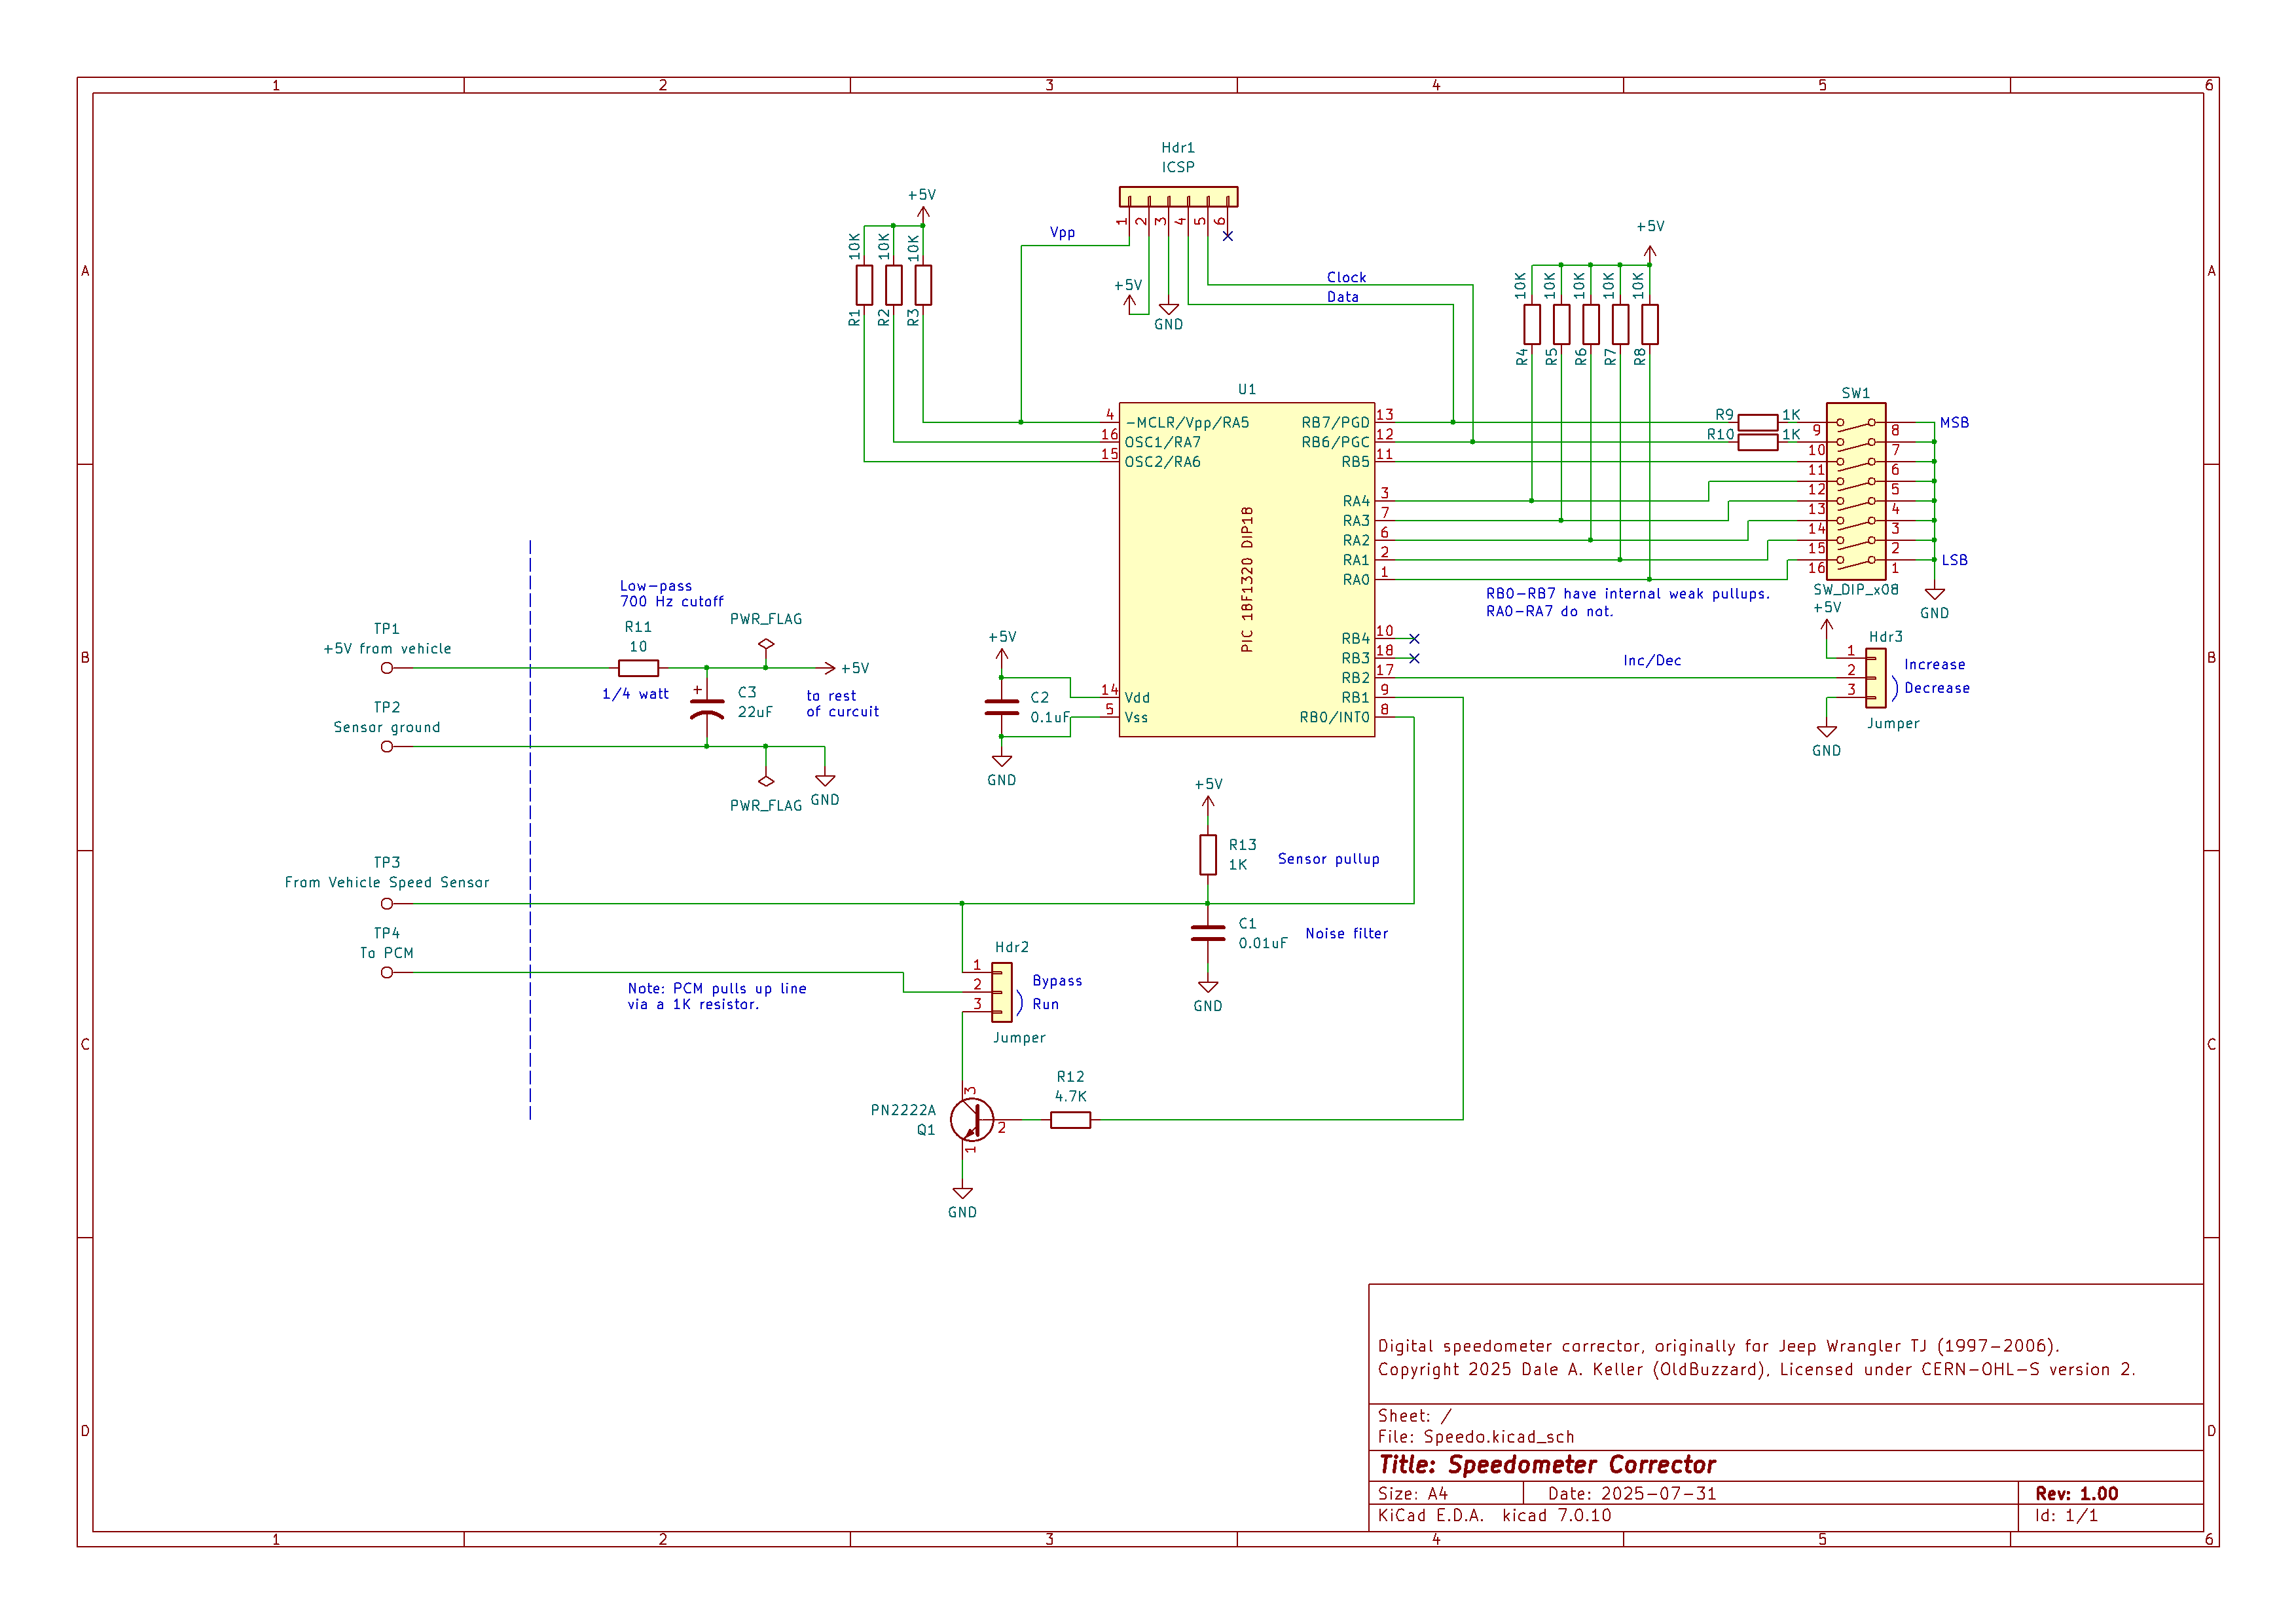 1 2 3 4 5 6
A A
B B
C C
D D
1 2 3 4 5 6
Hdr1
ICSP
1 2 3 4 5 6
Vpp
+5V
GND
Clock
Data
+5V
10K 10K 10K
R1 R2 R3
+5V
10K 10K 10K 10K 10K
R4 R5 R6 R7 R8
U1
PIC 18F1320 DIP18
4 -MCLR/Vpp/RA5
16 OSC1/RA7
15 OSC2/RA6
14 Vdd
5 Vss
RB7/PGD 13
RB6/PGC 12
RB5 11
RA4 3
RA3 7
RA2 6
RA1 2
RA0 1
RB4 10
RB3 18
RB2 17
RB1 9
RB0/INT0 8
R9 1K
R10 1K
SW1
9 8 MSB
10 7
11 6
12 5
13 4
14 3
15 2
16 1 LSB
SW_DIP_x08
GND
RB0-RB7 have internal weak pullups.
RA0-RA7 do not.
+5V
Hdr3
1 Increase
2
3 Decrease
Jumper
GND
Inc/Dec
Low-pass
700 Hz cutoff
R11
10
1/4 watt
PWR_FLAG
+5V
TP1
+5V from vehicle
TP2
Sensor ground
+
C3
22uF
to rest
of curcuit
PWR_FLAG
GND
+5V
C2
0.1uF
GND
+5V
R13
1K
Sensor pullup
TP3
From Vehicle Speed Sensor
C1
0.01uF
Noise filter
GND
TP4
To PCM
Note: PCM pulls up line
via a 1K resistor.
Hdr2
1 Bypass
2
3 Run
Jumper
R12
4.7K
PN2222A
Q1
3
2
1
GND
Digital speedometer corrector, originally for Jeep Wrangler TJ (1997-2006).
Copyright 2025 Dale A. Keller (OldBuzzard), Licensed under CERN-OHL-S version 2.
Sheet: /
File: Speedo.kicad_sch
Title: Speedometer Corrector
Size: A4 Date: 2025-07-31 Rev: 1.00
KiCad E.D.A. kicad 7.0.10 Id: 1/1